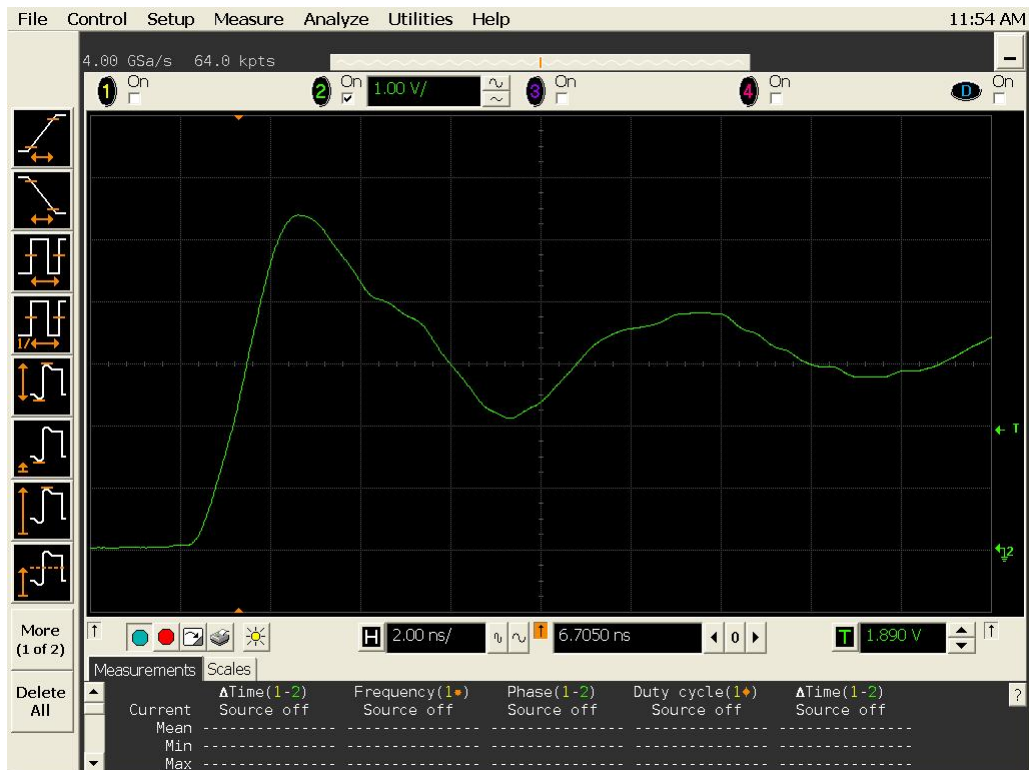 File Control Setup Measure Analyze Utilities Help 11:54 AM
4.00 GSa/s 64.0 kpts
1 On 2 On 1.00 V/ 3 On 4 On D On
1/
T
2
More
(1 of 2)
Delete
All
H 2.00 ns/ 6.7050 ns 0 T 1.890 V
Measurements Scales
ΔTime(1-2) Frequency(1) Phase(1-2) Duty cycle(1) ΔTime(1-2) ?
Current Source off Source off Source off Source off Source off
Mean -------------- -------------- -------------- -------------- --------------
Min -------------- -------------- -------------- -------------- --------------
Max -------------- -------------- -------------- -------------- --------------